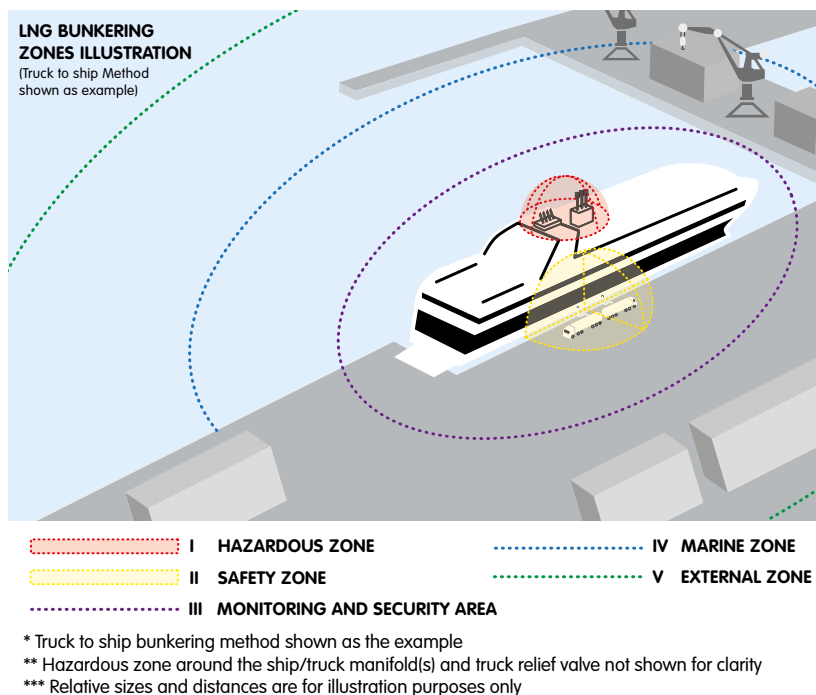 LNG BUNKERING
ZONES ILLUSTRATION
(Truck to ship Method
shown as example)
I HAZARDOUS ZONE
II SAFETY ZONE
III MONITORING AND SECURITY AREA
IV MARINE ZONE
V EXTERNAL ZONE
* Truck to ship bunkering method shown as the example
** Hazardous zone around the ship/truck manifold(s) and truck relief valve not shown for clarity
*** Relative sizes and distances are for illustration purposes only